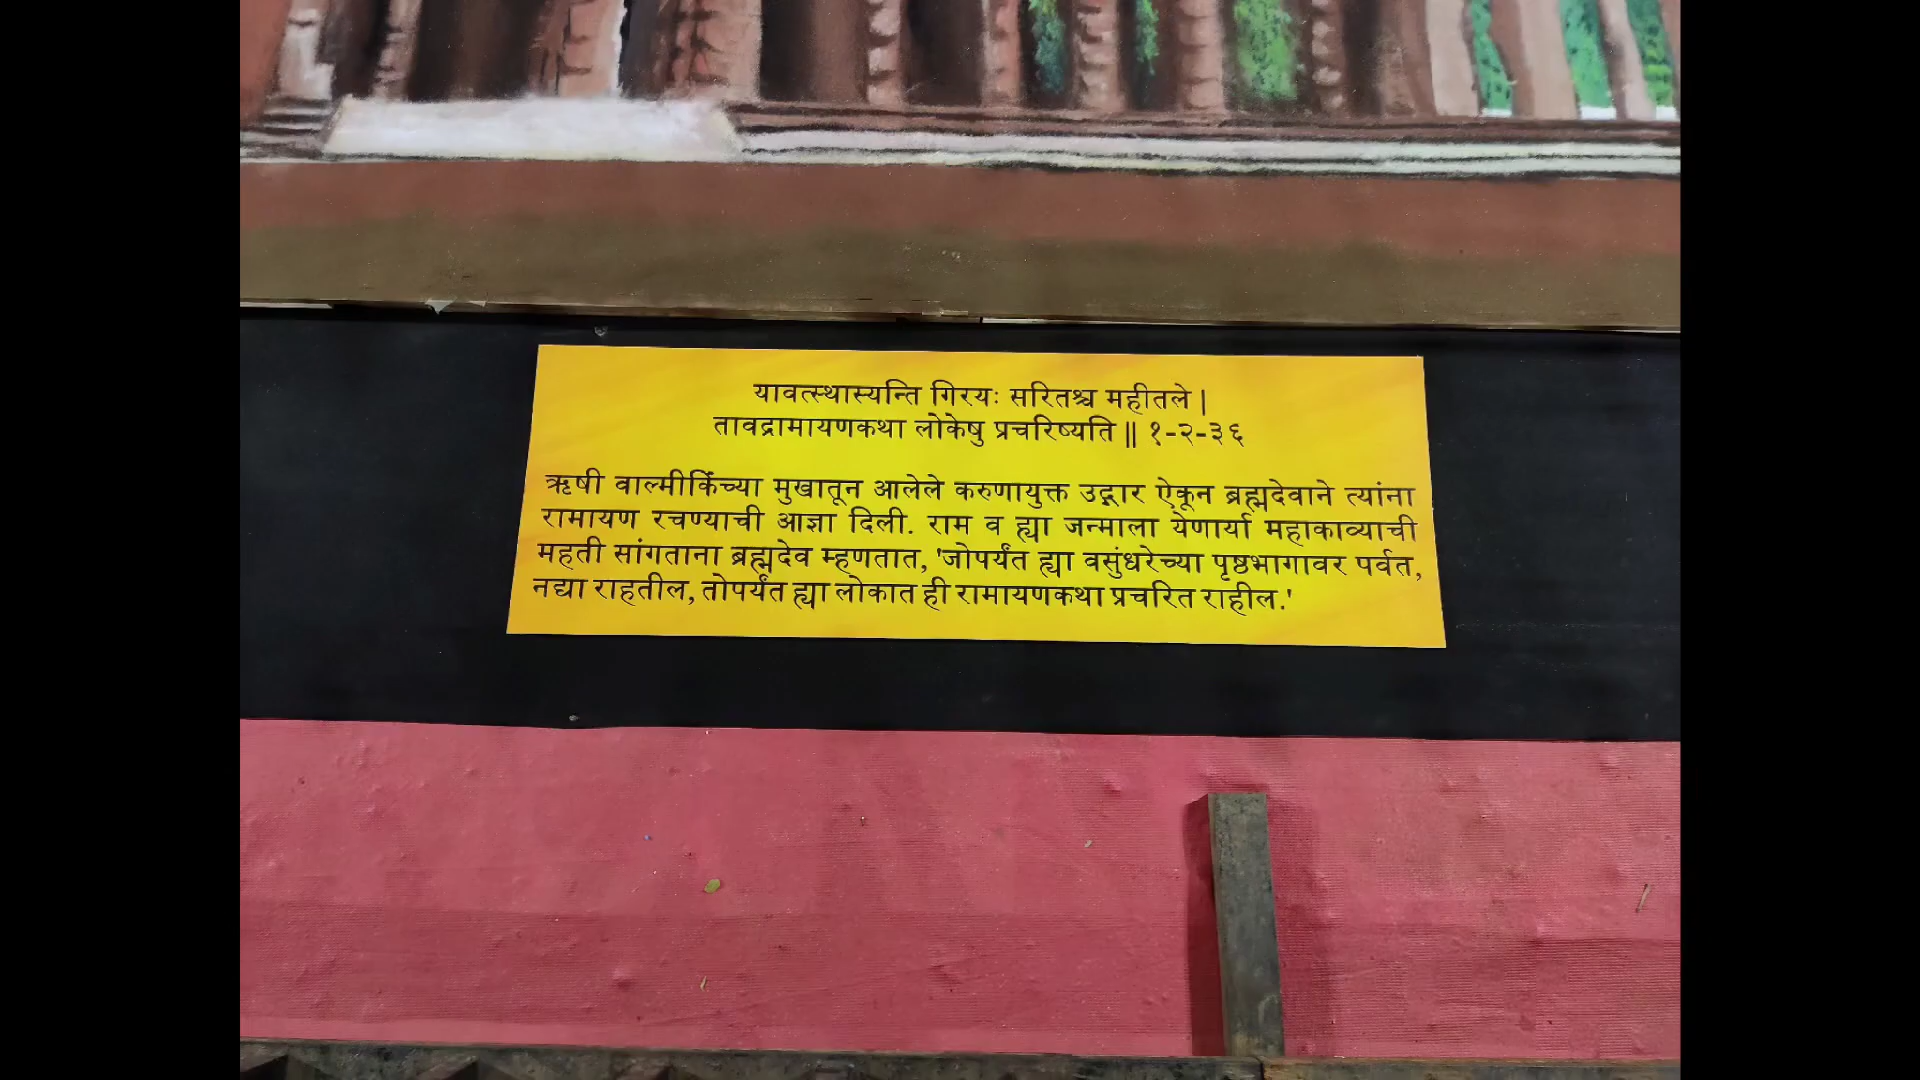 यावत्स्थास्यन्ति गिरयः सरितश्च महीतले |
तावद्रामायणकथा लोकेषु प्रचरिष्यति || १-२-३६
ऋषी वाल्मीकिंच्या मुखातून आलेले करुणायुक्त उद्गार ऐकून ब्रह्मदेवाने त्यांना
रामायण रचण्याची आज्ञा दिली. राम व ह्या जन्माला येणार्या महाकाव्याची
महती सांगताना ब्रह्मदेव म्हणतात, 'जोपर्यंत ह्या वसुंधरेच्या पृष्ठभागावर पर्वत,
नद्या राहतील, तोपर्यंत ह्या लोकात ही रामायणकथा प्रचरित राहील.'